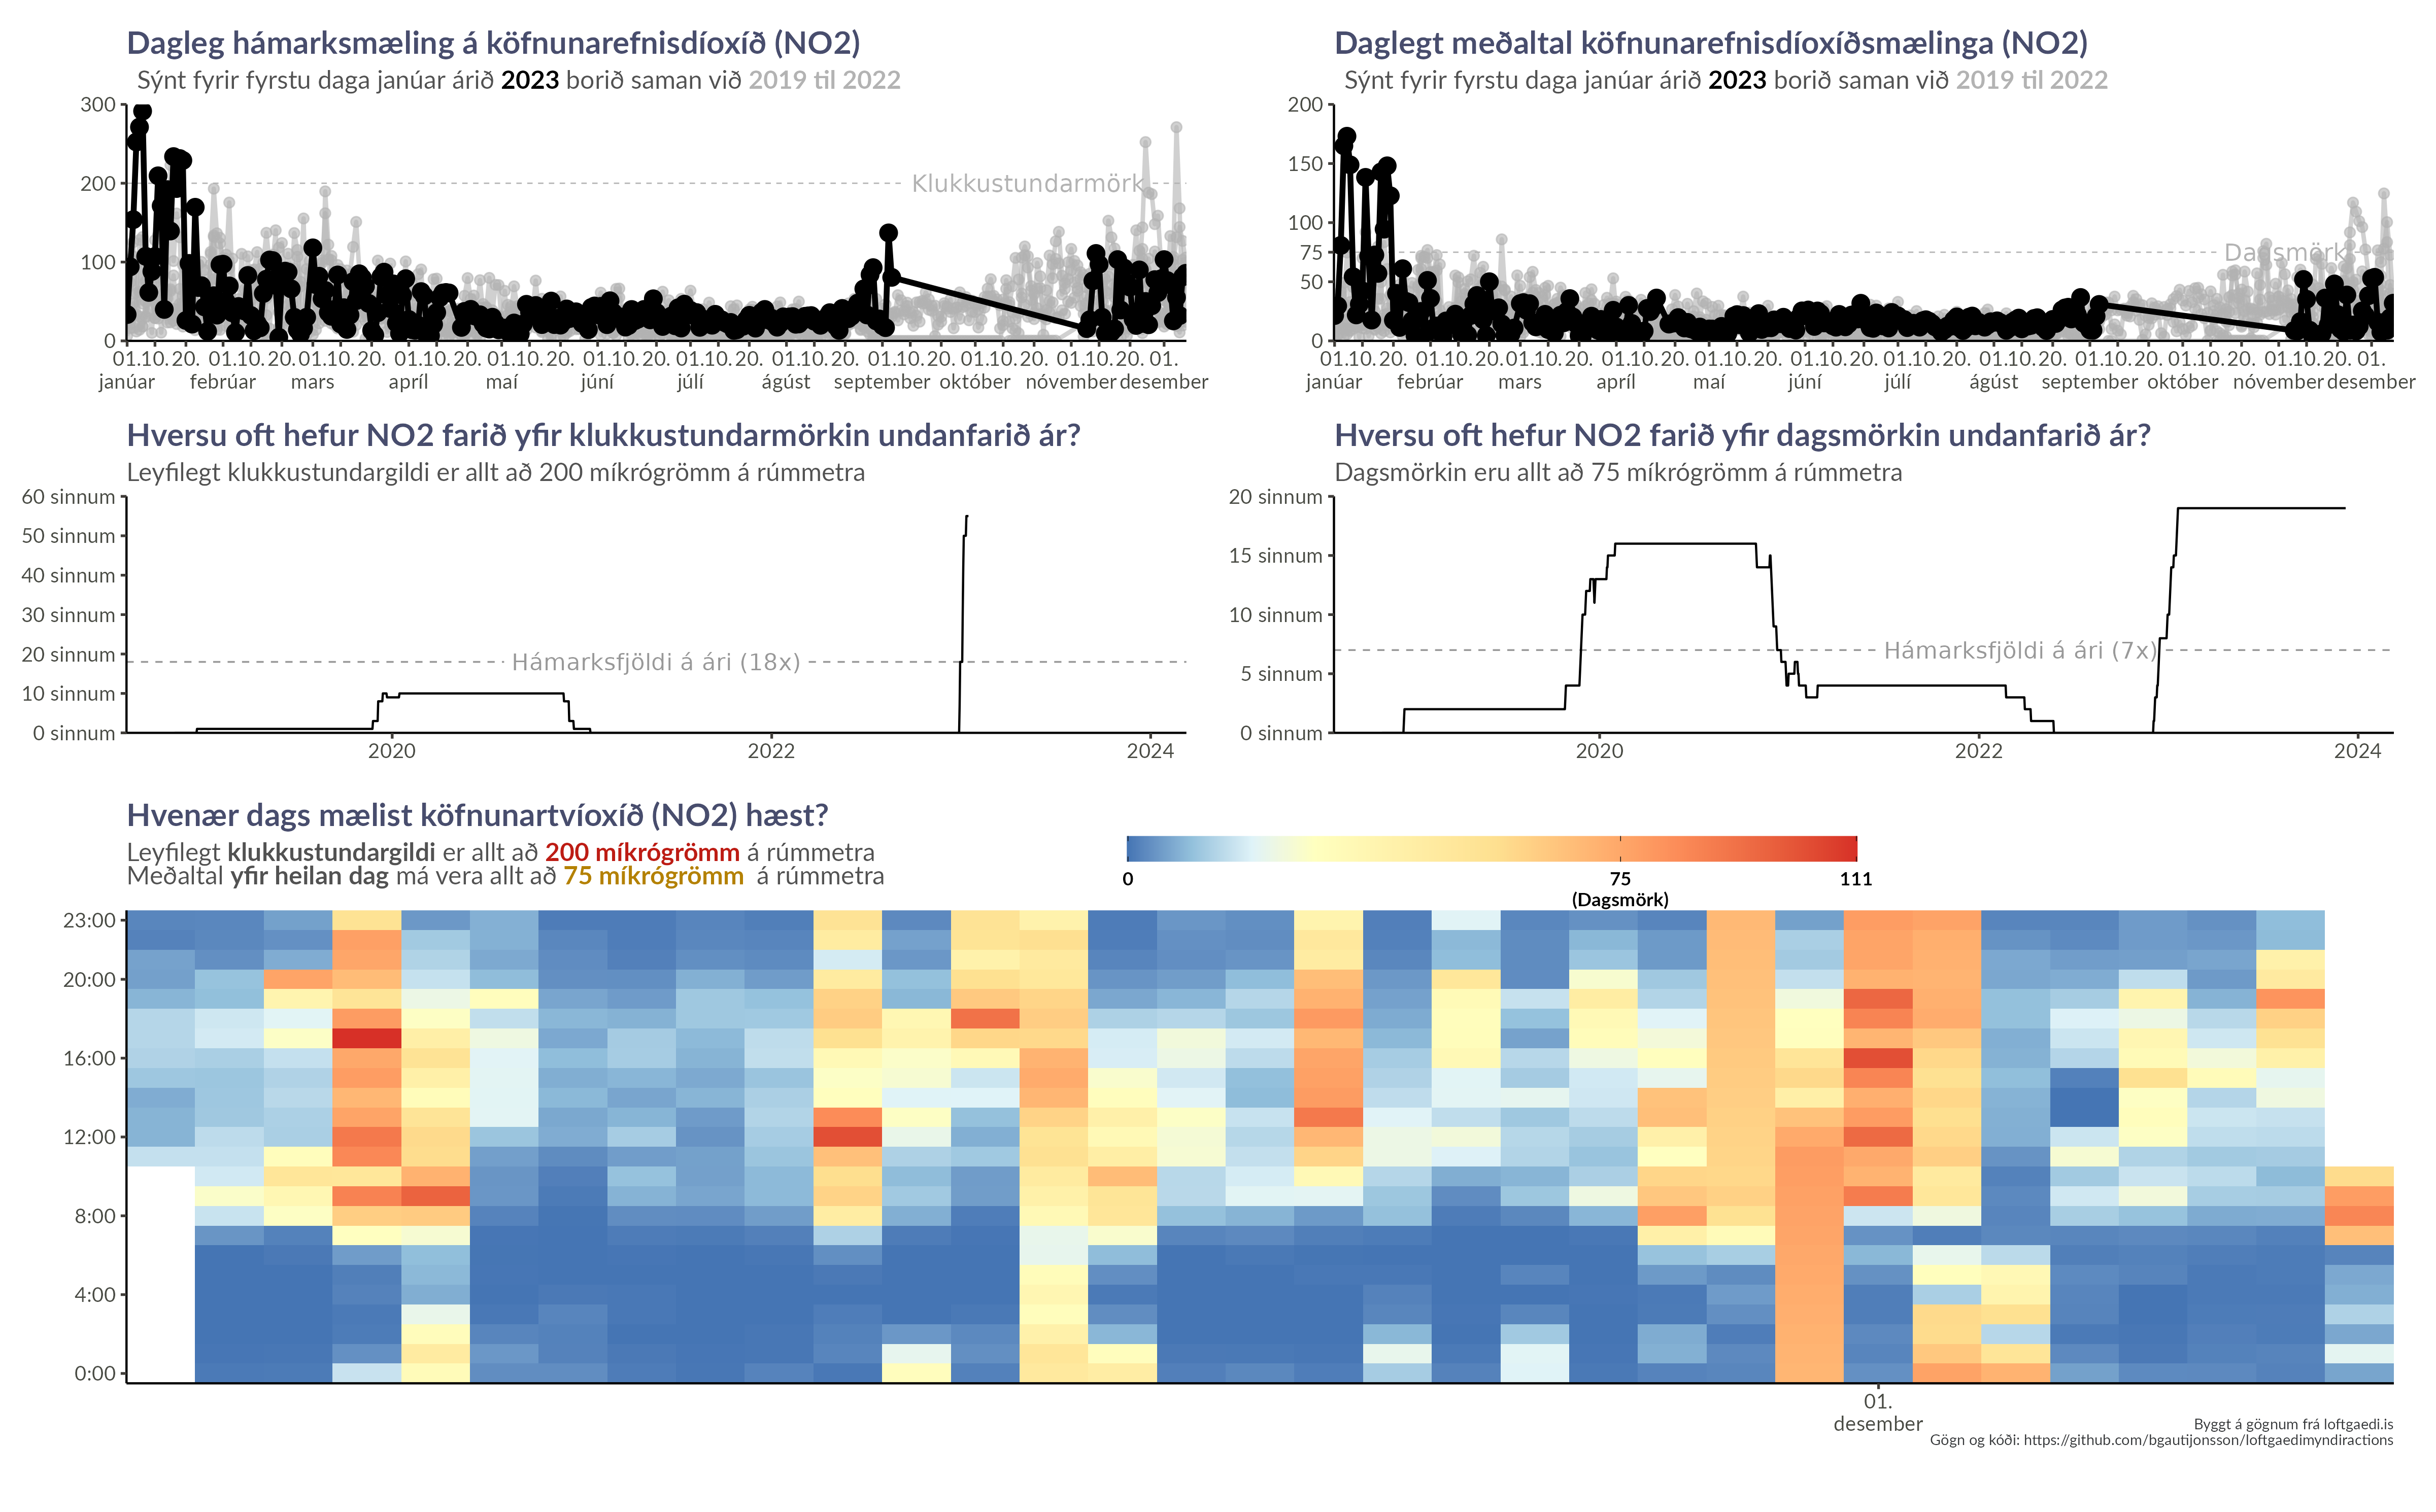 Dagleg hámarksmæling á köfnunarefnisdíoxíð (NO2)
Sýnt fyrir fyrstu daga janúar árið 2023 borið saman við 2019 til 2022
300
200
100
0
Klukkustundarmörk
01. 10. 20. 01. 10. 20. 01. 10. 20. 01. 10. 20. 01. 10. 20. 01. 10. 20. 01. 10. 20. 01. 10. 20. 01. 10. 20. 01. 10. 20. 01. 10. 20. 01.
janúar febrúar mars apríl maí júní júlí ágúst september október nóvember desember
Daglegt meðaltal köfnunarefnisdíoxíðsmælinga (NO2)
Sýnt fyrir fyrstu daga janúar árið 2023 borið saman við 2019 til 2022
200
150
100
75
50
0
Dagsmörk
01. 10. 20. 01. 10. 20. 01. 10. 20. 01. 10. 20. 01. 10. 20. 01. 10. 20. 01. 10. 20. 01. 10. 20. 01. 10. 20. 01. 10. 20. 01. 10. 20. 01.
janúar febrúar mars apríl maí júní júlí ágúst september október nóvember desember
Hversu oft hefur NO2 farið yfir klukkustundarmörkin undanfarið ár?
Leyfilegt klukkustundargildi er allt að 200 míkrógrömm á rúmmetra
60 sinnum
50 sinnum
40 sinnum
30 sinnum
20 sinnum
10 sinnum
0 sinnum
Hámarksfjöldi á ári (18x)
2020 2022 2024
Hversu oft hefur NO2 farið yfir dagsmörkin undanfarið ár?
Dagsmörkin eru allt að 75 míkrógrömm á rúmmetra
20 sinnum
15 sinnum
10 sinnum
5 sinnum
0 sinnum
Hámarksfjöldi á ári (7x)
2020 2022 2024
Hvenær dags mælist köfnunartvíoxíð (NO2) hæst?
Leyfilegt klukkustundargildi er allt að 200 míkrógrömm á rúmmetra
Meðaltal yfir heilan dag má vera allt að 75 míkrógrömm á rúmmetra
0 75 111
(Dagsmörk)
23:00
20:00
16:00
12:00
8:00
4:00
0:00
01.
desember
Byggt á gögnum frá loftgaedi.is
Gögn og kóði: https://github.com/bgautijonsson/loftgaedimyndiractions